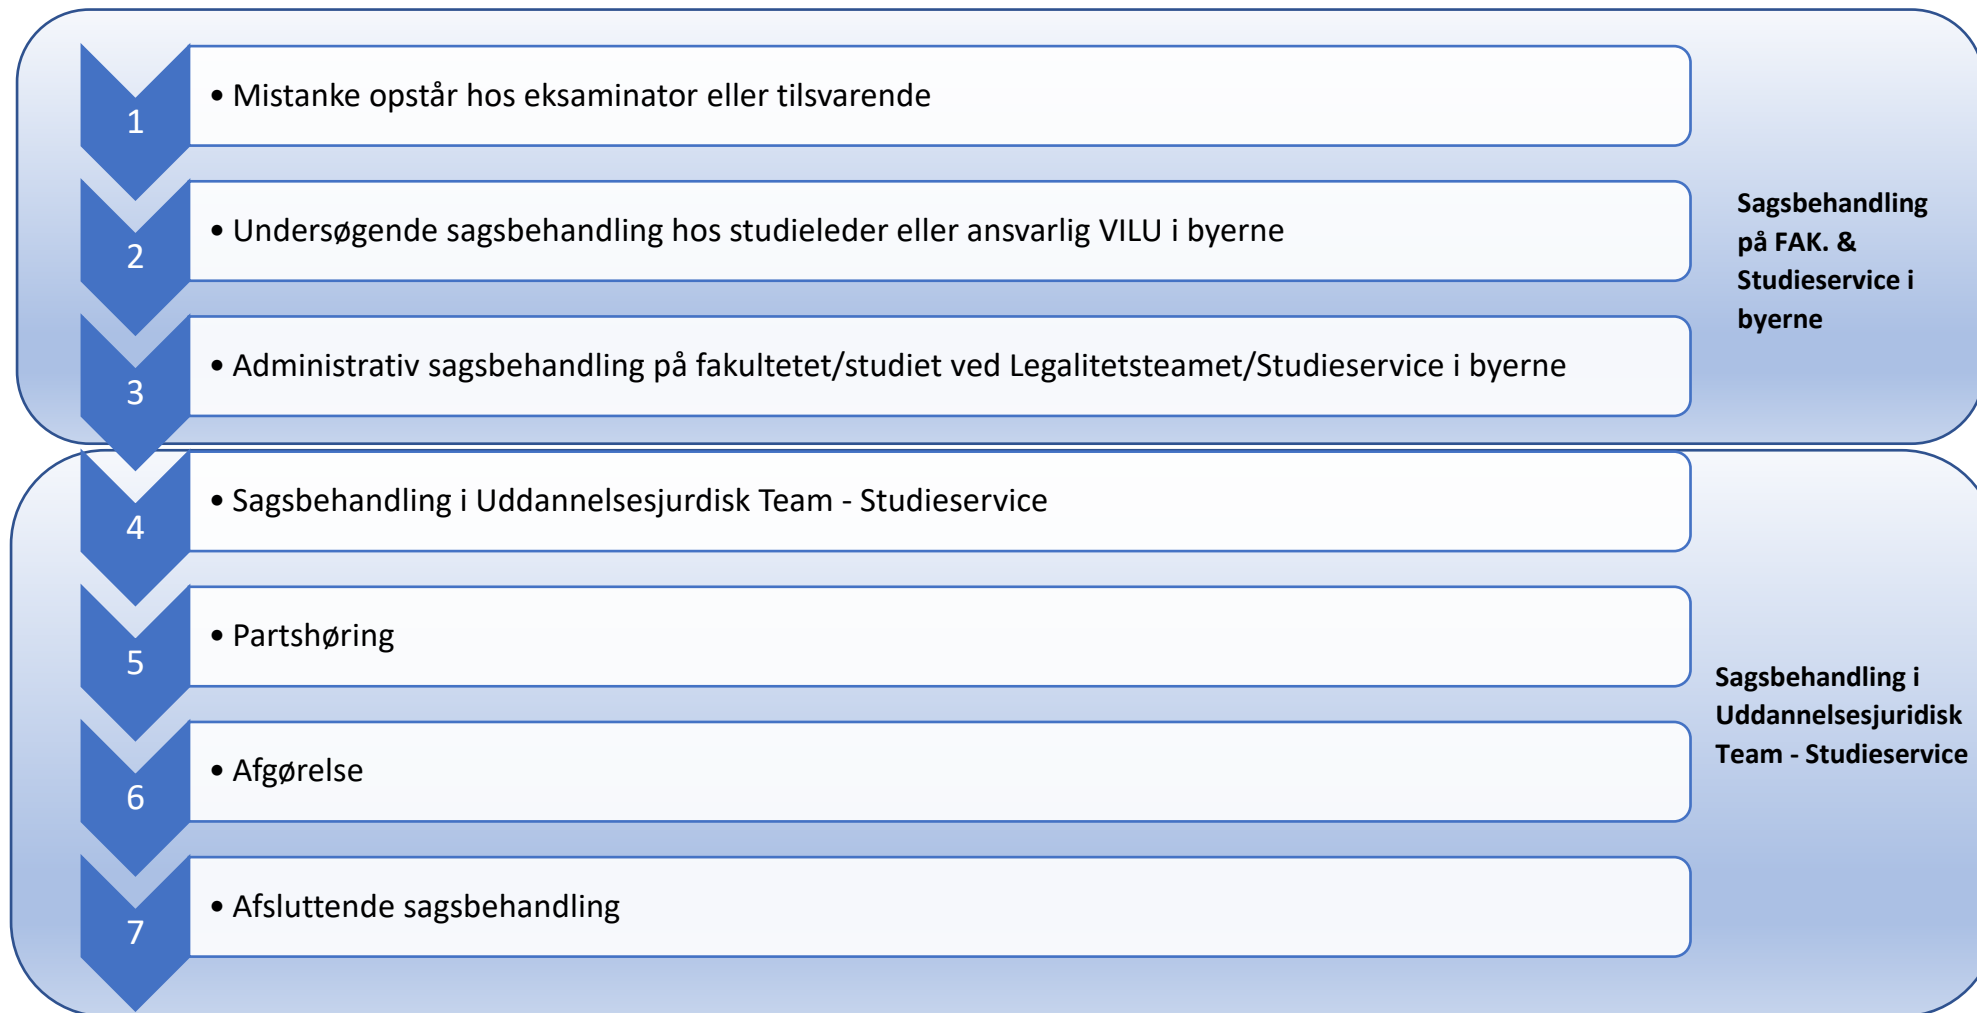 1
• Mistanke opstår hos eksaminator eller tilsvarende
2
• Undersøgende sagsbehandling hos studieleder eller ansvarlig VILU i byerne
3
• Administrativ sagsbehandling på fakultetet/studiet ved Legalitetsteamet/Studieservice i byerne
Sagsbehandling
på FAK. &
Studieservice i
byerne
4
• Sagsbehandling i Uddannelsesjurdisk Team - Studieservice
5
• Partshøring
6
• Afgørelse
7
• Afsluttende sagsbehandling
Sagsbehandling i
Uddannelsesjuridisk
Team - Studieservice